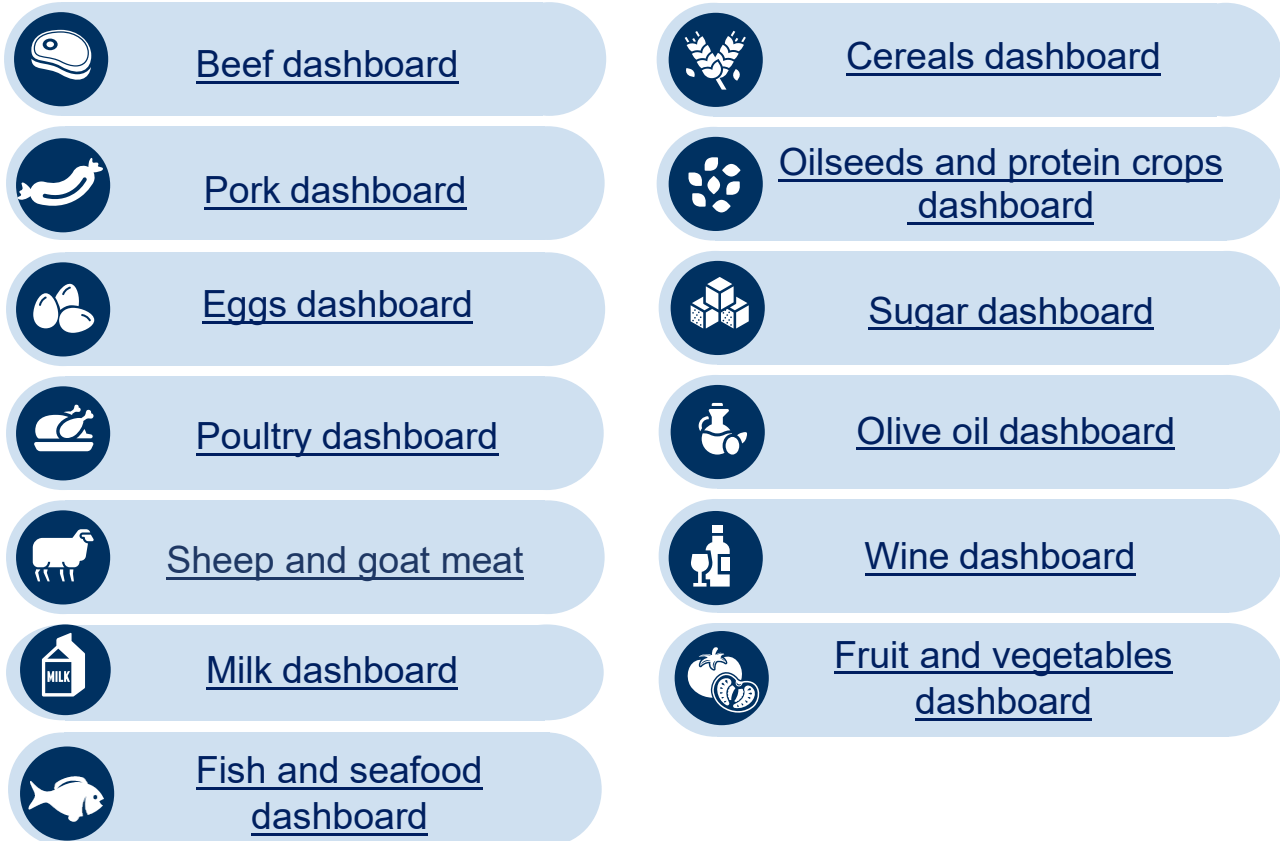 Beef dashboard
Pork dashboard
Eggs dashboard
Poultry dashboard
Sheep and goat meat
MILK
Milk dashboard
Fish and seafood
dashboard
Cereals dashboard
Oilseeds and protein crops
dashboard
Sugar dashboard
Olive oil dashboard
Wine dashboard
Fruit and vegetables
dashboard